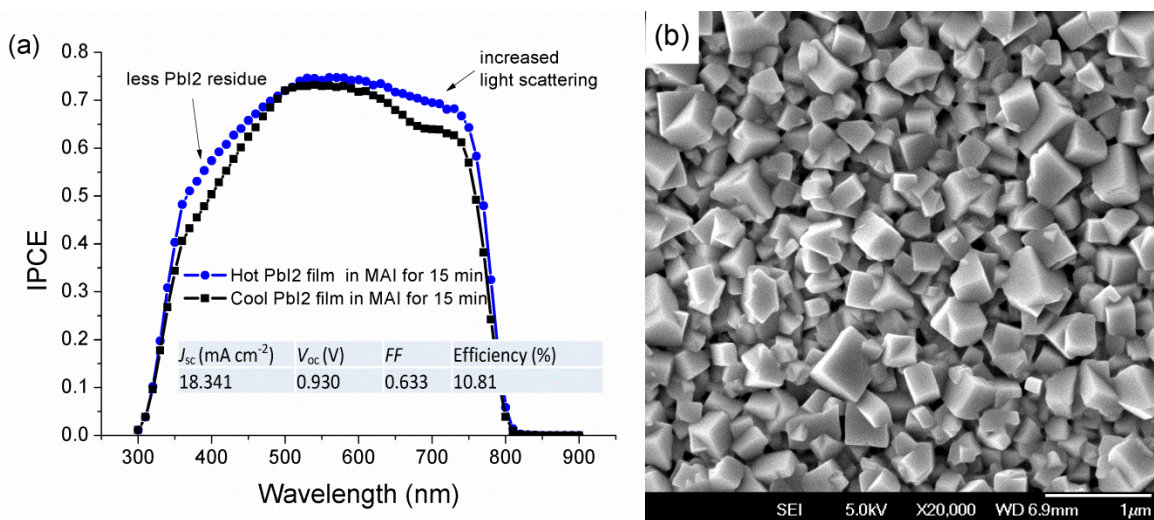 (a)
0.8
0.7
0.6
0.5
0.4
0.3
0.2
0.1
0.0
IPCE
less PbI2 residue
increased
light scattering
Hot PbI2 film in MAI for 15 min
Cool PbI2 film in MAI for 15 min
Jsc (mA cm-2) Voc (V) FF Efficiency (%)
18.341 0.930 0.633 10.81
300 400 500 600 700 800 900
Wavelength (nm)
(b)
SEI 5.0kV X20,000 WD 6.9mm 1µm